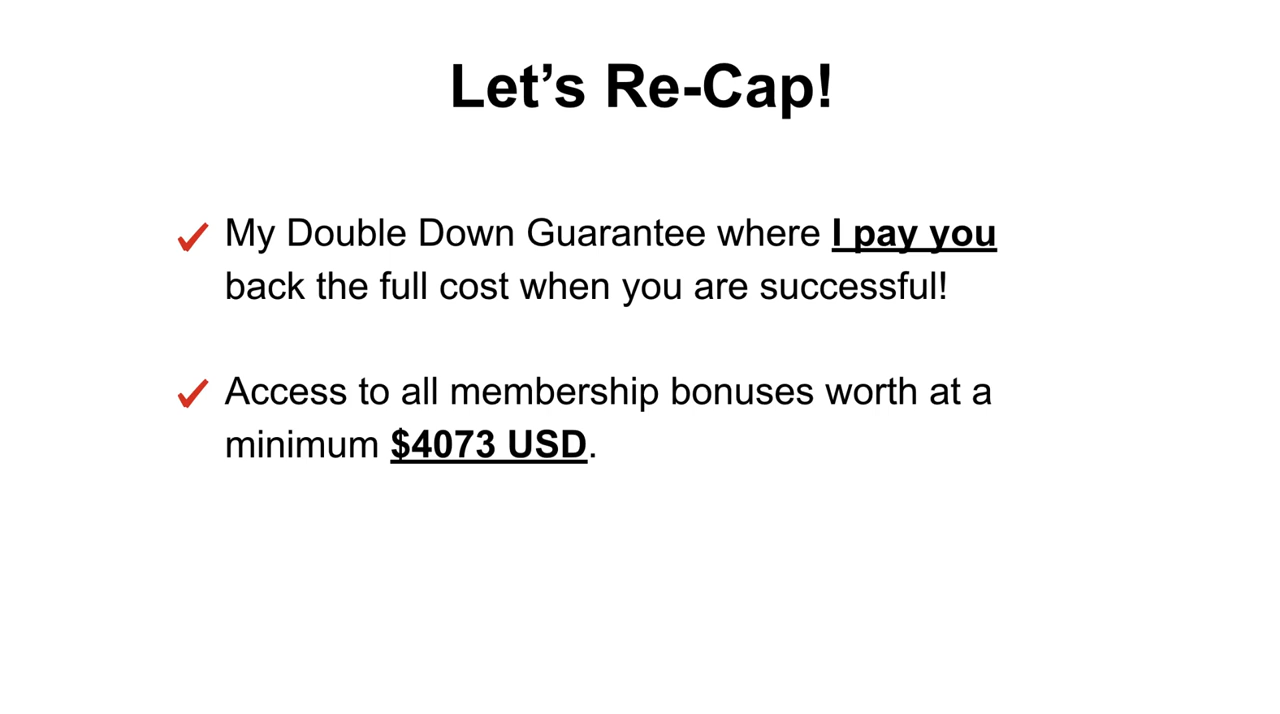 Let’s Re-Cap!
My Double Down Guarantee where I pay you
back the full cost when you are successful!
Access to all membership bonuses worth at a
minimum $4073 USD.